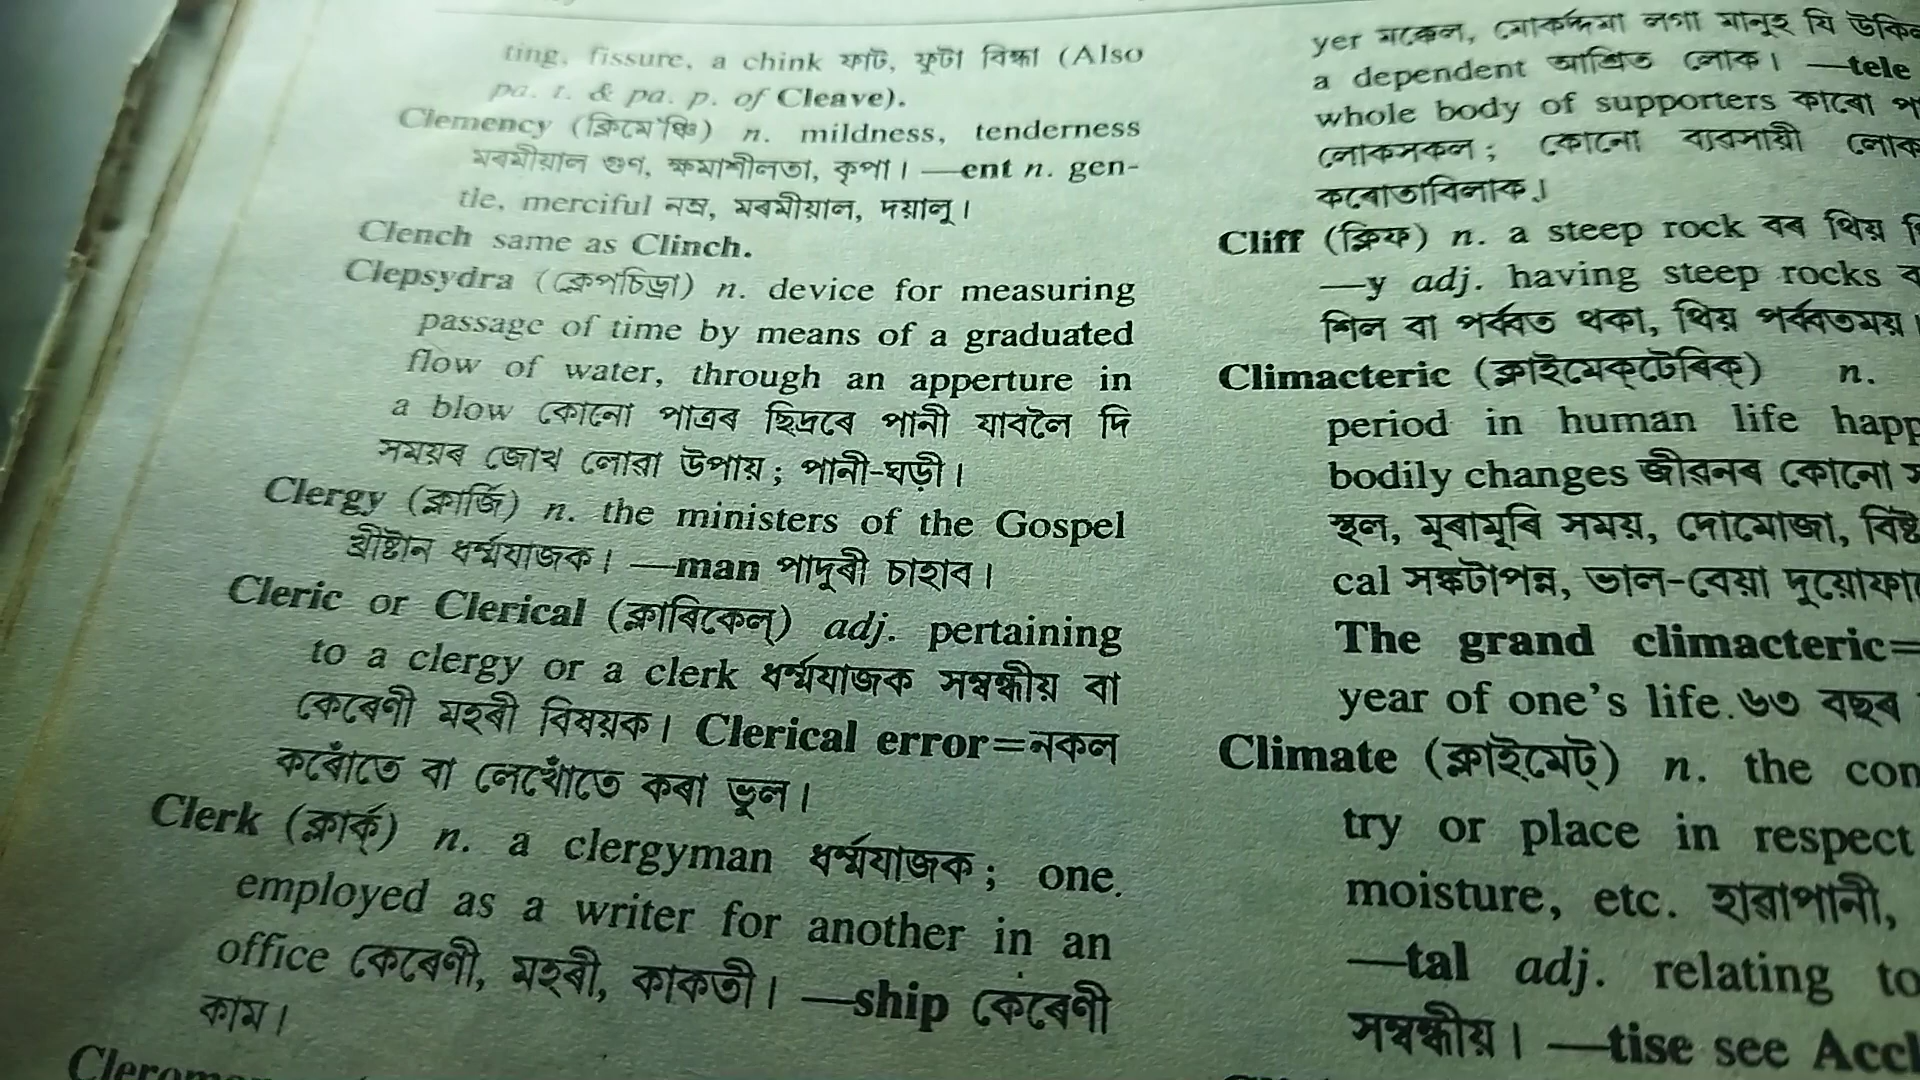 ting, fissure, a chink ফাট, ফুটা বিন্ধা (Also
pa. t. & pa. p. of Cleave).
Clemency (ক্লিমে'ঞ্চি) n. mildness, tenderness
মৰমীয়াল গুণ, ক্ষমাশীলতা, কৃপা। —ent n. gen-
tle, merciful নম্ৰ, মৰমীয়াল, দয়ালু।
Clench same as Clinch.
Clepsydra (ক্লেপচিড্ৰা) n. device for measuring
passage of time by means of a graduated
flow of water, through an apperture in
a blow কোনো পাত্ৰৰ ছিদ্ৰৰে পানী যাবলৈ দি
সময়ৰ জোখ লোৱা উপায়; পানী-ঘড়ী।
Clergy (ক্লাৰ্জি) n. the ministers of the Gospel
খ্ৰীষ্টান ধৰ্ম্মযাজক। —man পাদুৰী চাহাব।
Cleric or Clerical (ক্লাৰিকেল্) adj. pertaining
to a clergy or a clerk ধৰ্ম্মযাজক সম্বন্ধীয় বা
কেৰেণী মহৰী বিষয়ক। Clerical error=নকল
কৰোঁতে বা লেখোঁতে কৰা ভুল।
Clerk (ক্লাৰ্ক্) n. a clergyman ধৰ্ম্মযাজক; one.
employed as a writer for another in an
office কেৰেণী, মহৰী, কাকতী। —ship কেৰেণী
কাম।
yer মক্কেল, মোকৰ্দ্দমা লগা মানুহ যি
a dependent আশ্ৰিত লোক। —tele
whole body of supporters কাৰো
লোকসকল; কোনো ব্যৱসায়ী
কৰোতাবিলাক।
Cliff (ক্লিফ) n. a steep rock বৰ থিয়
—y adj. having steep rocks
শিল বা পৰ্ব্বত থকা, থিয় পৰ্ব্বতময়।
Climacteric (ক্লাইমেক্‌টেৰিক্) n.
period in human life happ
bodily changes জীৱনৰ কোনো
স্থল, মূৰামূৰি সময়, দোমোজা,
cal সঙ্কটাপন্ন, ভাল-বেয়া
The grand climacteric=
year of one's life. ৬৩ বছৰ
Climate (ক্লাইমেট্) n. the con
try or place in respect
moisture, etc. হাৱাপানী,
—tal adj. relating to
সম্বন্ধীয়। —tise see Accl